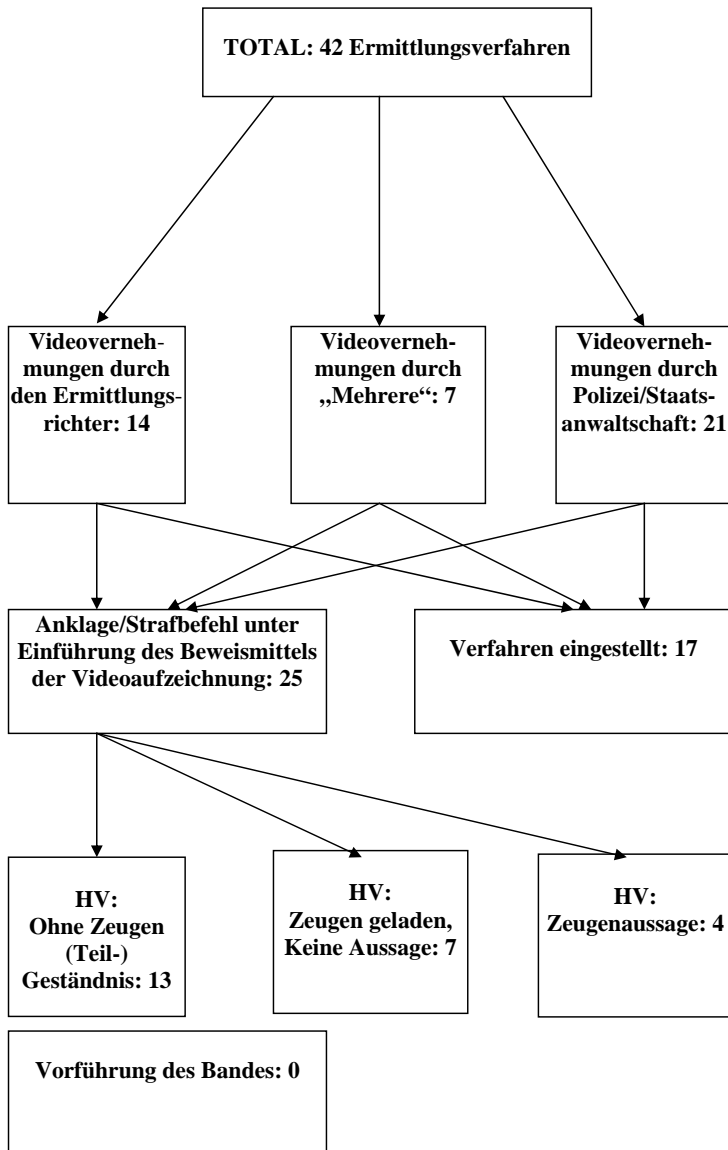 TOTAL: 42 Ermittlungsverfahren
Videoverneh-
mungen durch
den Ermittlungs-
richter: 14
Videoverneh-
mungen durch
„Mehrere“: 7
Videoverneh-
mungen durch
Polizei/Staats-
anwaltschaft: 21
Anklage/Strafbefehl unter
Einführung des Beweismittels
der Videoaufzeichnung: 25
Verfahren eingestellt: 17
HV:
Ohne Zeugen
(Teil-)
Geständnis: 13
HV:
Zeugen geladen,
Keine Aussage: 7
HV:
Zeugenaussage: 4
Vorführung des Bandes: 0